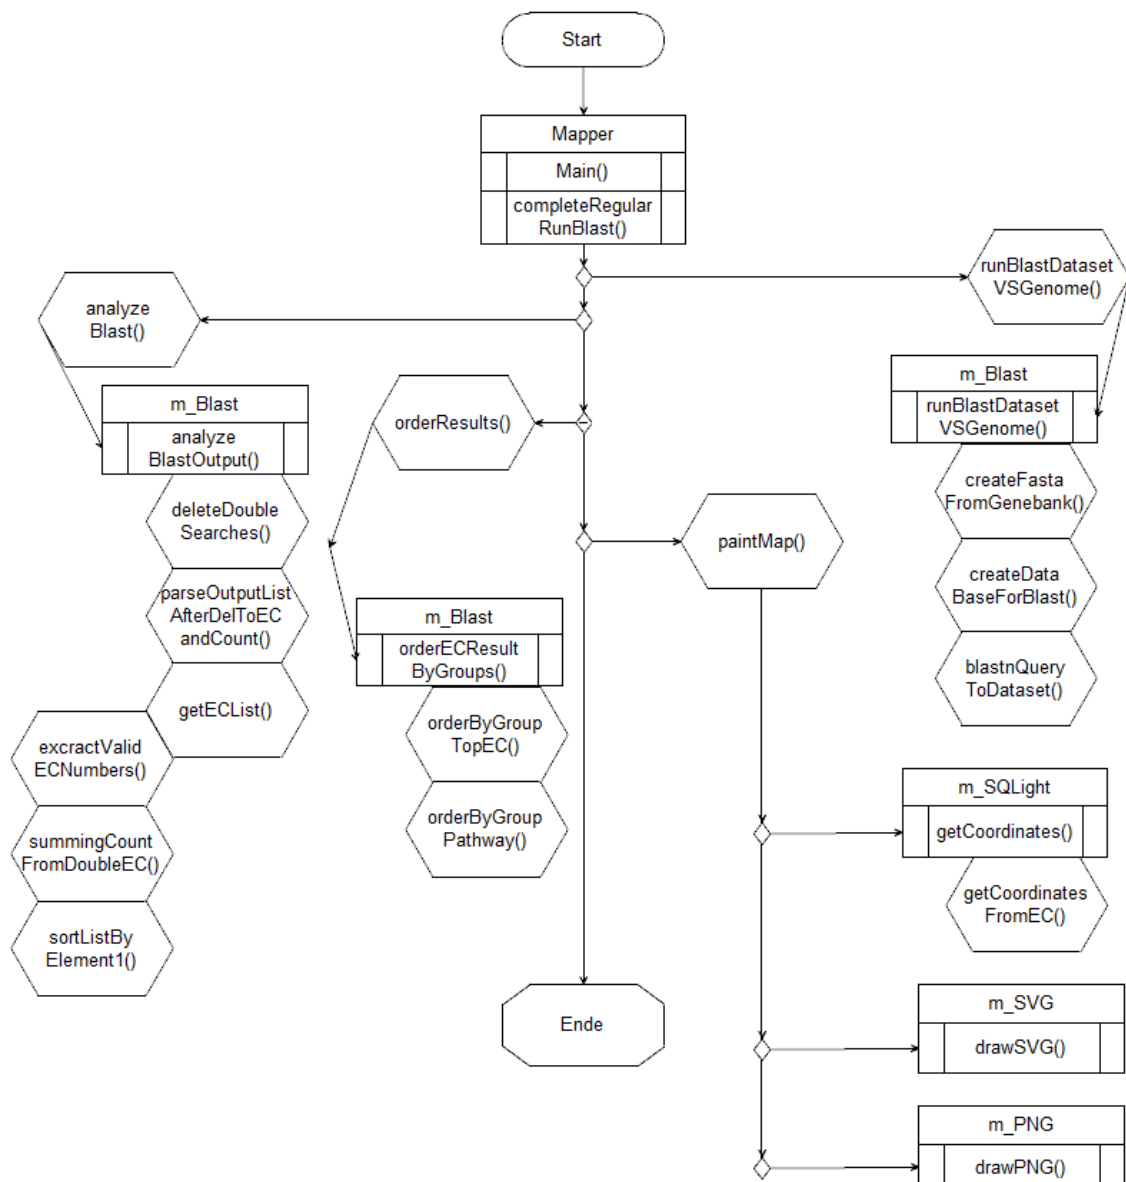 Start
Mapper
Main()
completeRegular
RunBlast()
runBlastDataset
VSGenome()
analyze
Blast()
m_Blast
analyze
BlastOutput()
deleteDouble
Searches()
parseOutputList
AfterDelToEC
andCount()
getECList()
excractValid
ECNumbers()
summingCount
FromDoubleEC()
sortListBy
Element1()
orderResults()
m_Blast
orderECResult
ByGroups()
orderByGroup
TopEC()
orderByGroup
Pathway()
m_Blast
runBlastDataset
VSGenome()
createFasta
FromGenebank()
createData
BaseForBlast()
blastnQuery
ToDataset()
paintMap()
m_SQLight
getCoordinates()
getCoordinates
FromEC()
Ende
m_SVG
drawSVG()
m_PNG
drawPNG()